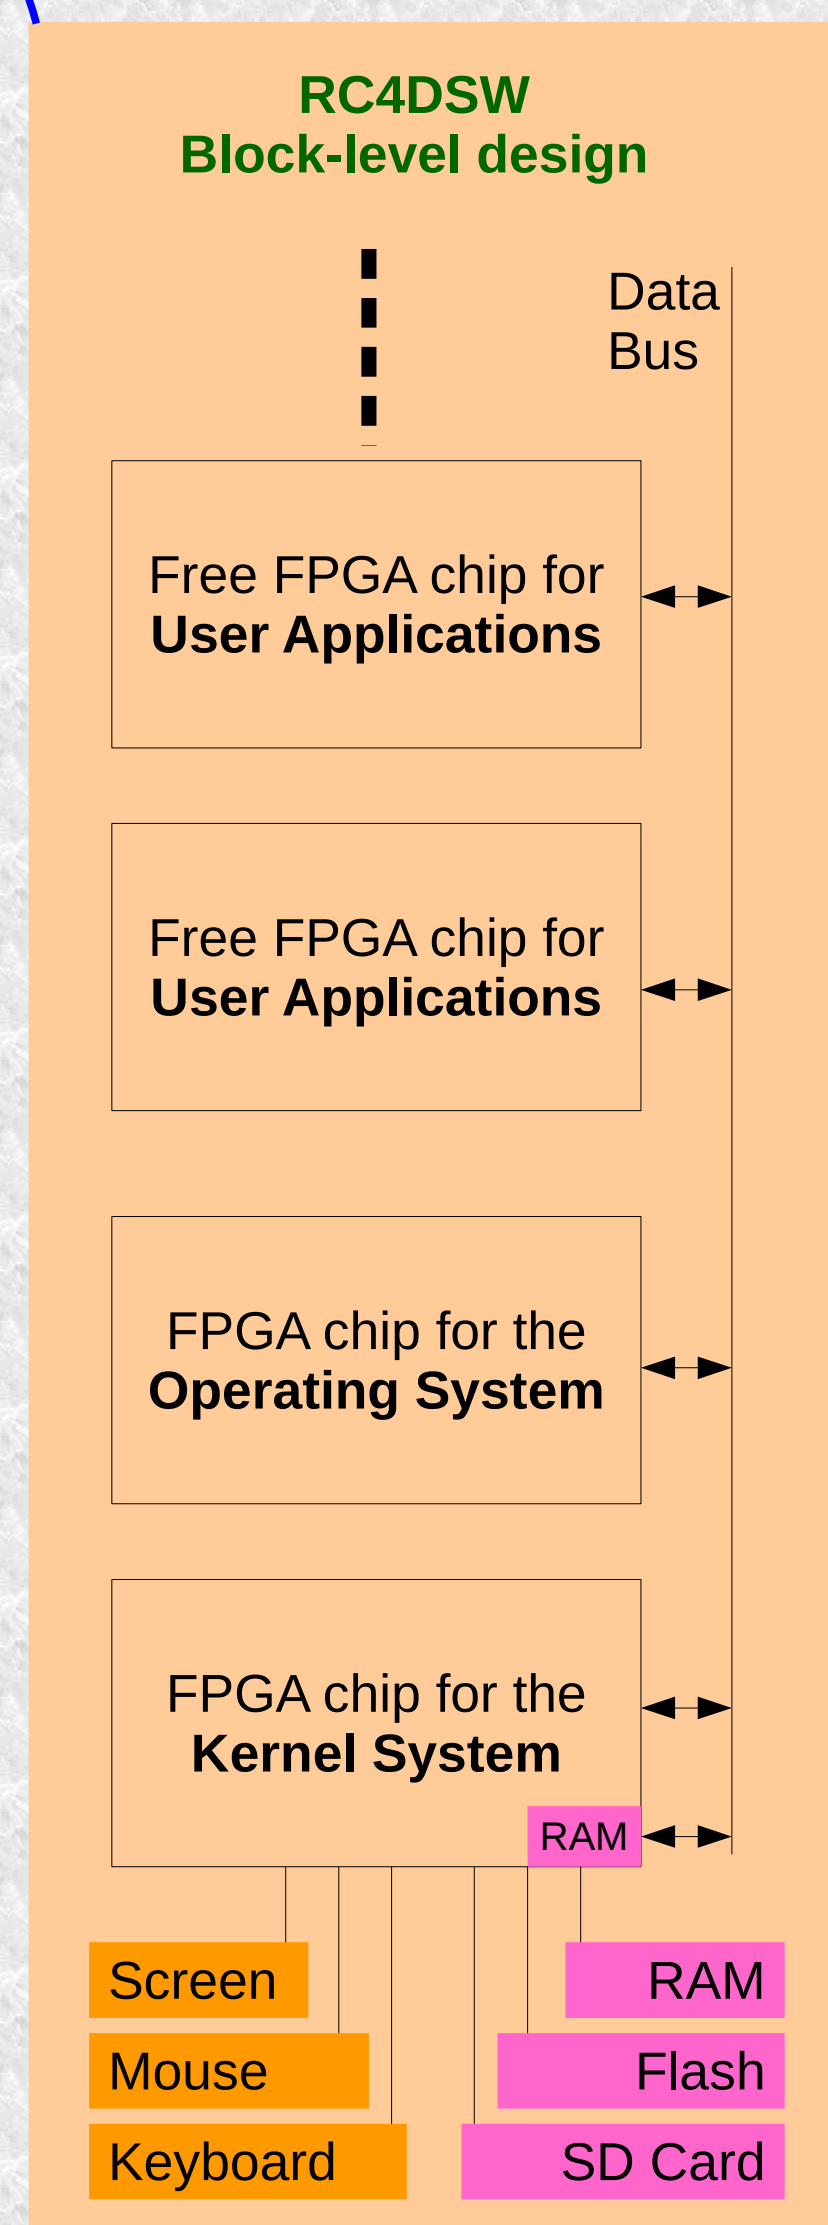 RC4DSW
Block-level design
Data
Bus
Free FPGA chip for
User Applications
Free FPGA chip for
User Applications
FPGA chip for the
Operating System
FPGA chip for the
Kernel System
RAM
Screen
RAM
Mouse
Flash
Keyboard
SD Card